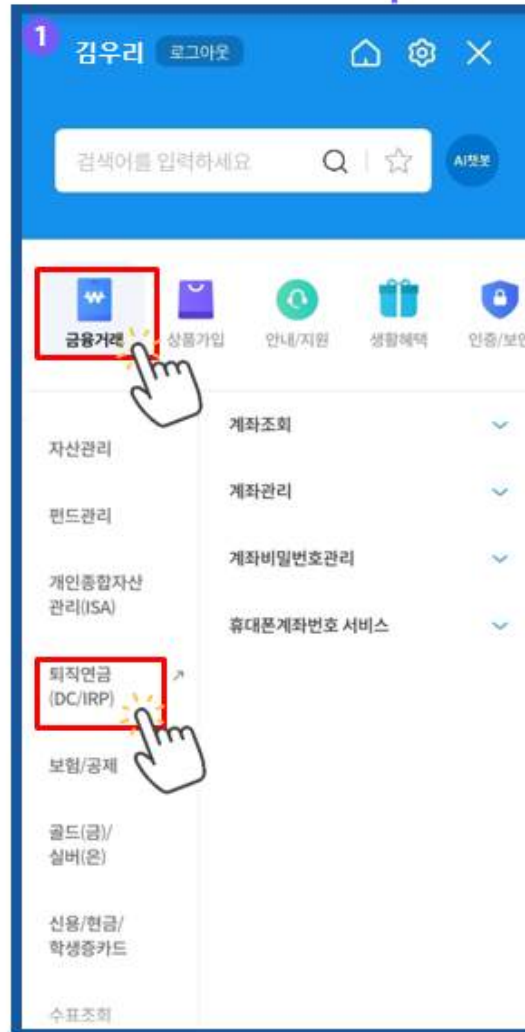 1
김우리 로그아웃
검색어를 입력하세요
AI챗봇
금융거래 상품가입 안내/지원 생활혜택 인증/보안
자산관리
펀드관리
개인종합자산
관리(ISA)
퇴직연금
(DC/IRP)
보험/공제
골드(금)/
실버(은)
신용/현금/
학생증카드
수표조회
계좌조회
계좌관리
계좌비밀번호관리
휴대폰계좌번호 서비스